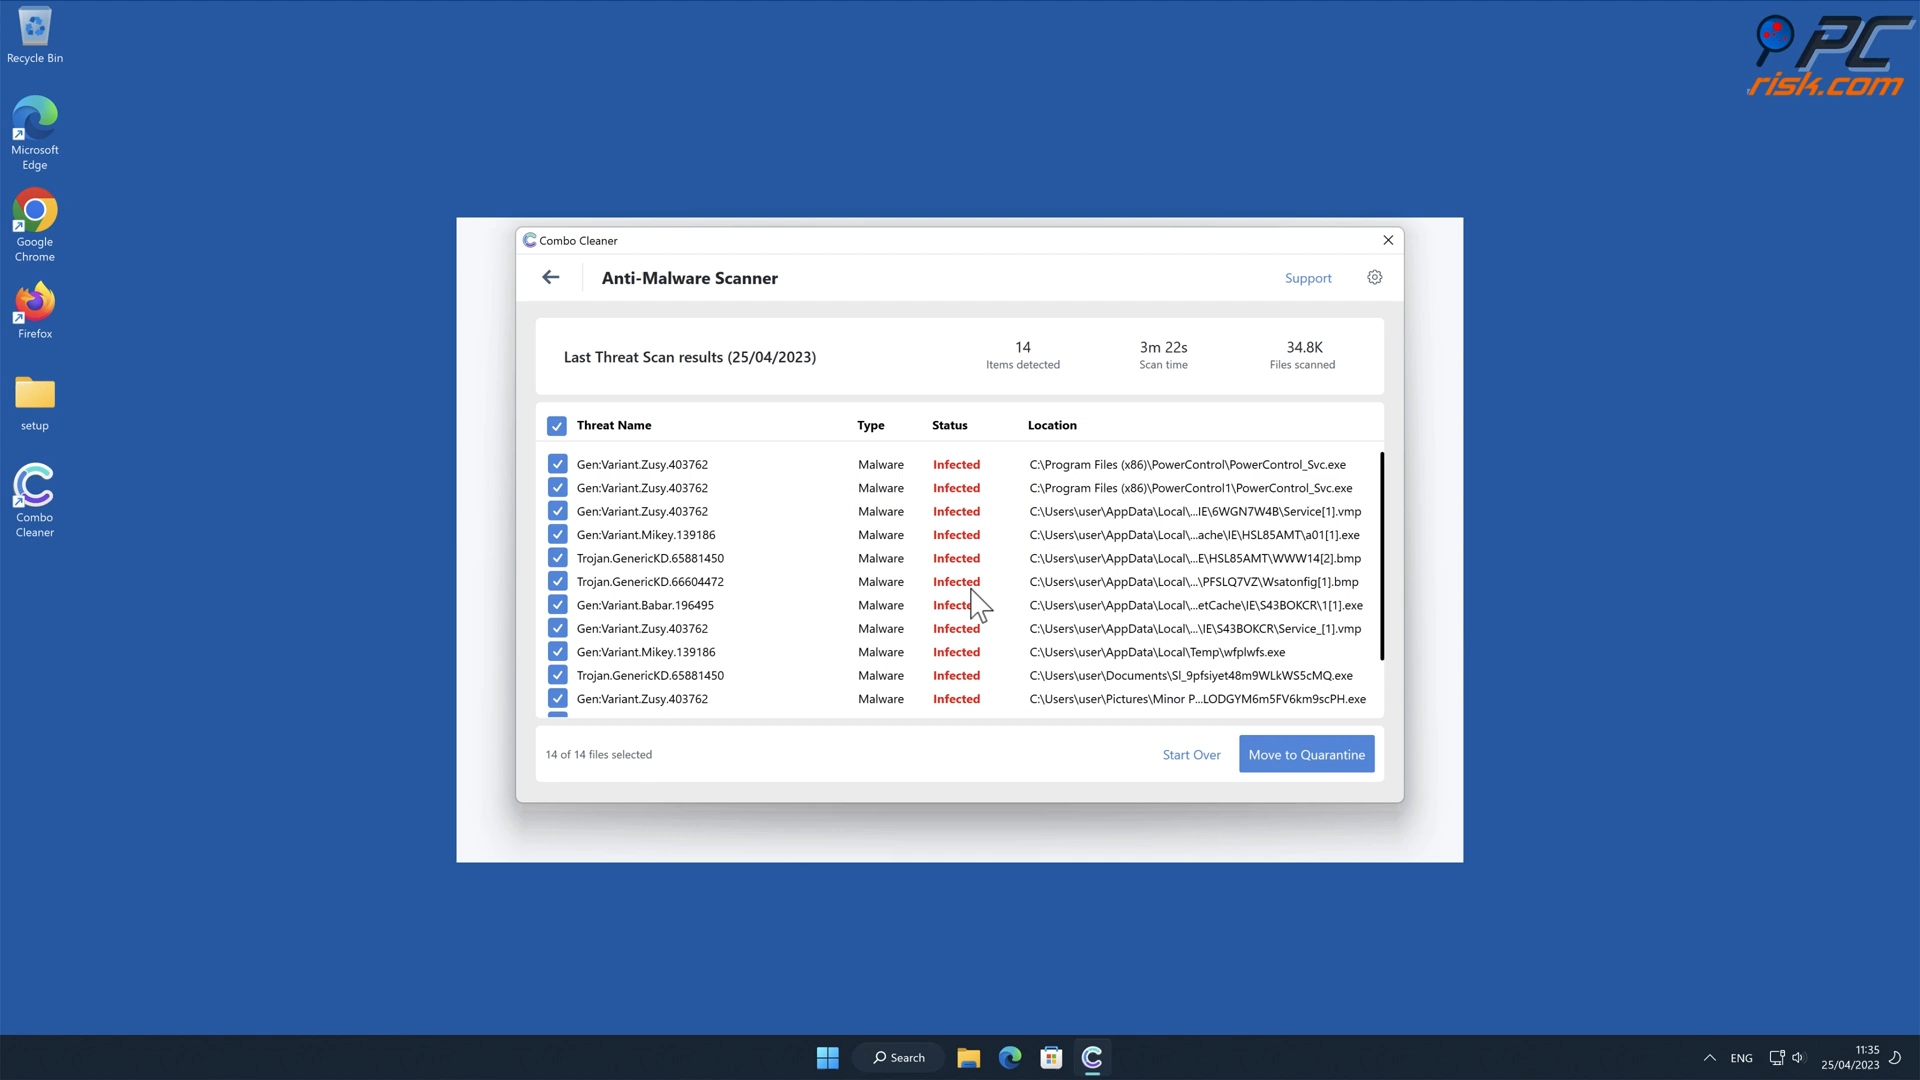 Recycle Bin
PC
risk.com
Microsoft
Edge
Google
Chrome
Firefox
setup
Combo
Cleaner
Combo Cleaner
Anti-Malware Scanner
Support
Last Threat Scan results (25/04/2023)
14
Items detected
3m 22s
Scan time
34.8K
Files scanned
Threat Name Type Status Location
Gen:Variant.Zusy.403762 Malware Infected C:\Program Files (x86)\PowerControl\PowerControl_Svc.exe
Gen:Variant.Zusy.403762 Malware Infected C:\Program Files (x86)\PowerControl1\PowerControl_Svc.exe
Gen:Variant.Zusy.403762 Malware Infected C:\Users\user\AppData\Local\...IE\6WGN7W4B\Service[1].vmp
Gen:Variant.Mikey.139186 Malware Infected C:\Users\user\AppData\Local\...ache\IE\HSL85AMT\a01[1].exe
Trojan.GenericKD.65881450 Malware Infected C:\Users\user\AppData\Local\...E\HSL85AMT\WWW14[2].bmp
Trojan.GenericKD.66604472 Malware Infected C:\Users\user\AppData\Local\...\PFSLQ7VZ\Wsatonfig[1].bmp
Gen:Variant.Babar.196495 Malware Infected C:\Users\user\AppData\Local\...etCache\IE\S43BOKCR\1[1].exe
Gen:Variant.Zusy.403762 Malware Infected C:\Users\user\AppData\Local\...\IE\S43BOKCR\Service_[1].vmp
Gen:Variant.Mikey.139186 Malware Infected C:\Users\user\AppData\Local\Temp\wfplwfs.exe
Trojan.GenericKD.65881450 Malware Infected C:\Users\user\Documents\Sl_9pfsiyet48m9WLkWS5cMQ.exe
Gen:Variant.Zusy.403762 Malware Infected C:\Users\user\Pictures\Minor P...LODGYM6m5FV6km9scPH.exe
14 of 14 files selected
Start Over
Move to Quarantine
Search
ENG
11:35
25/04/2023